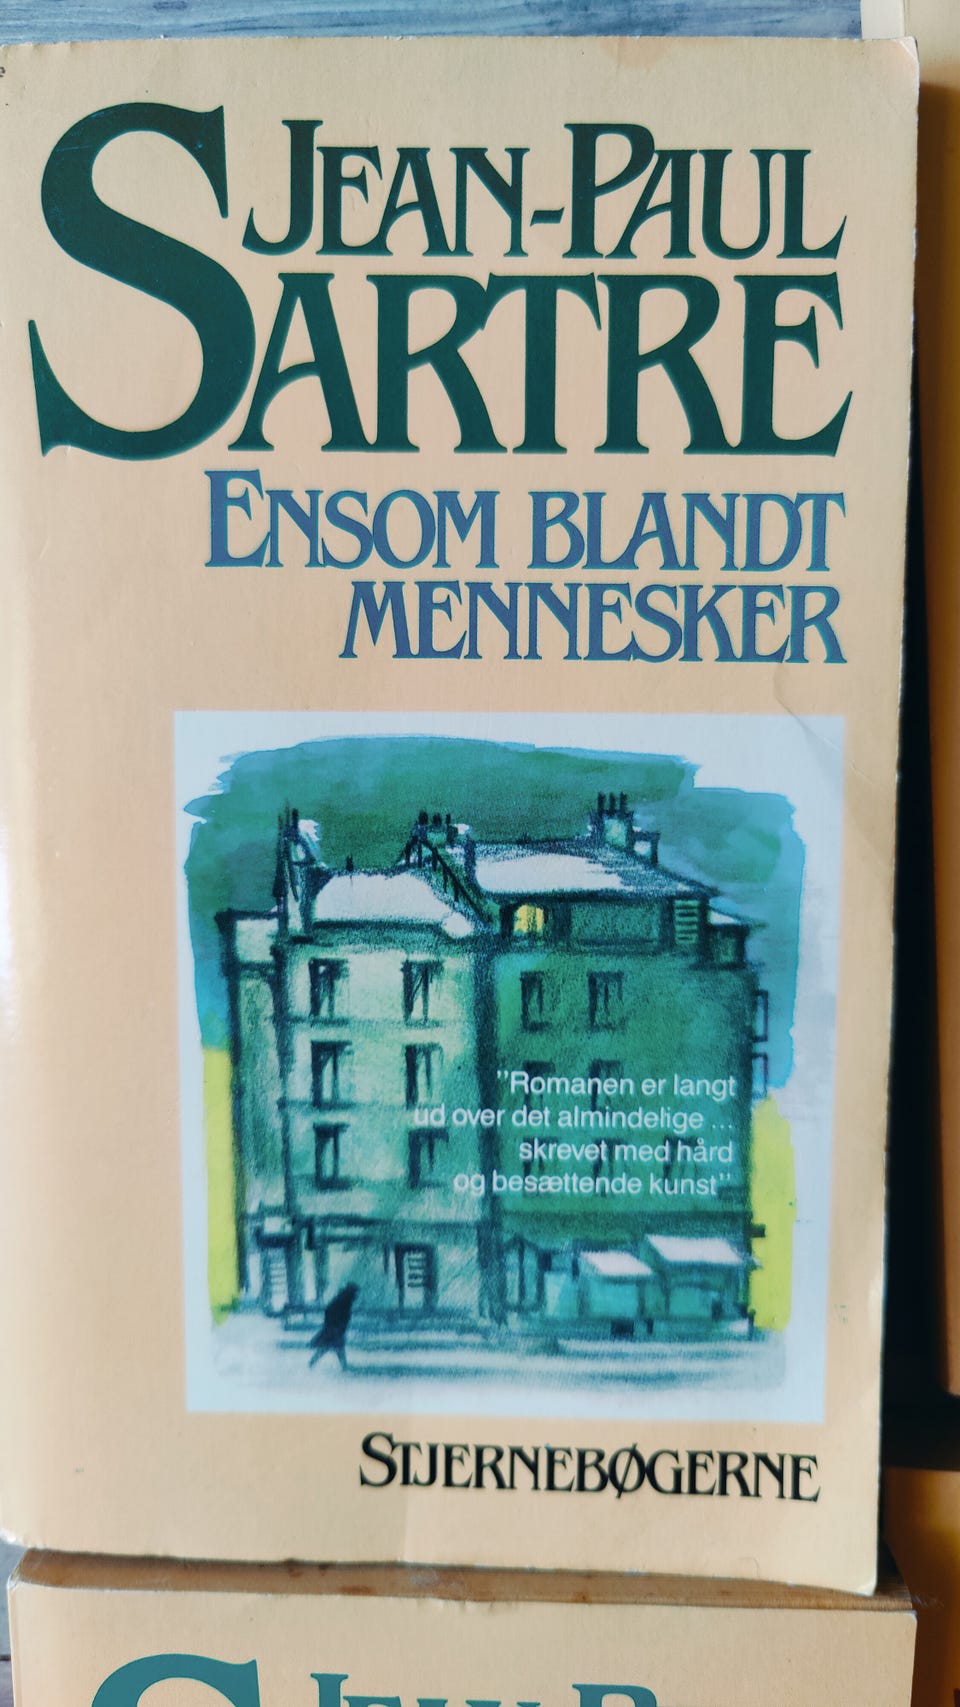 JEAN-PAUL
SARTRE
ENSOM BLANDT
MENNESKER
"Romanen er langt
ud over det almindelige ...
skrevet med hård
og besættende kunst"
STJERNEBØGERNE